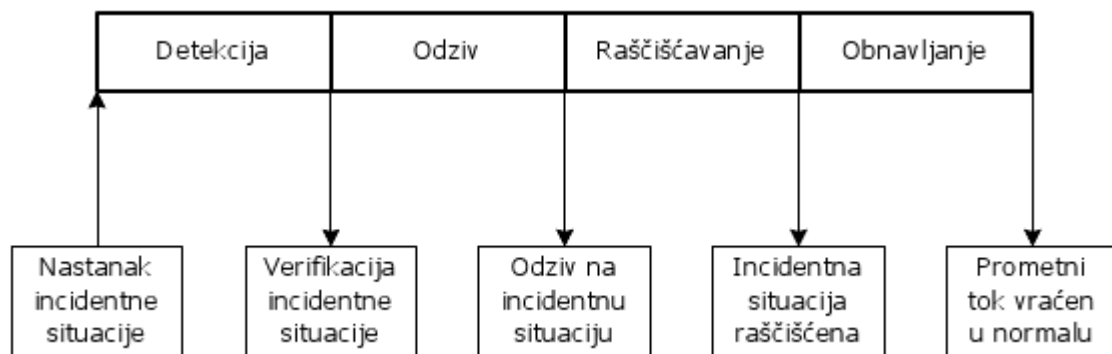 Detekcija
Odziv
Raščišćavanje
Obnavljanje
Nastanak
incidentne
situacije
Verifikacija
incidentne
situacije
Odziv na
incidentnu
situaciju
Incidentna
situacija
raščišćena
Prometni
tok vraćen
u normalu